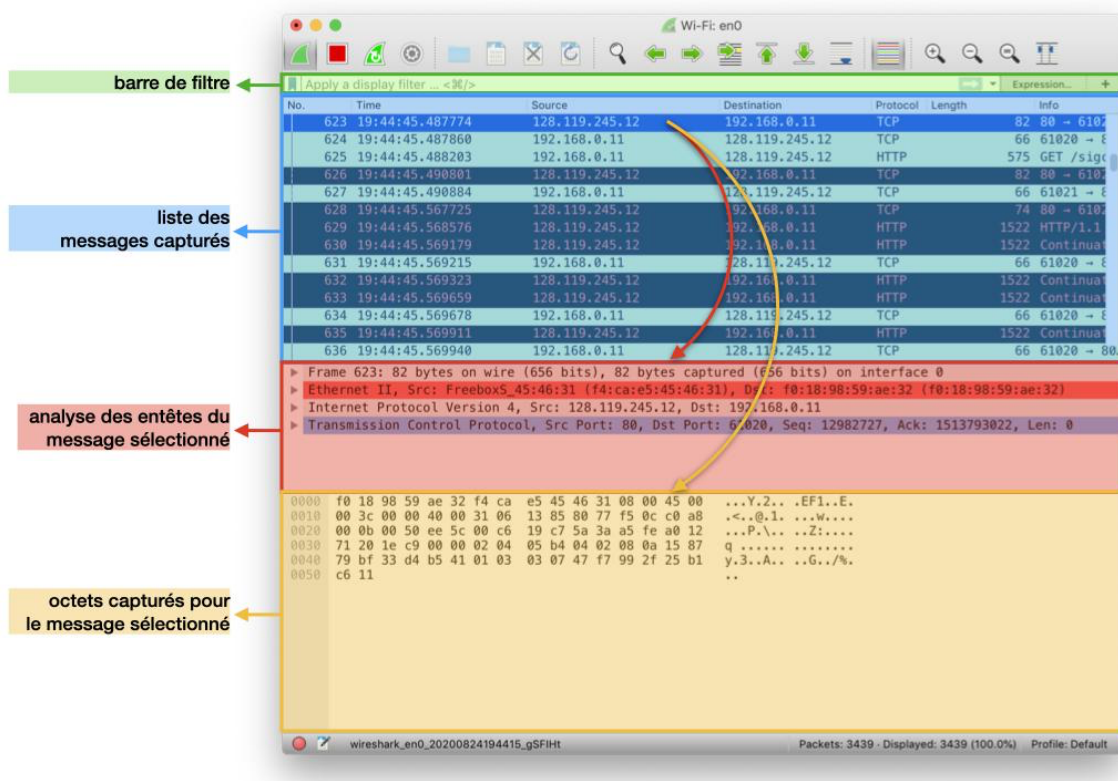 Wi-Fi: en0
barre de filtre
Apply a display filter ... <⌘/>
Expression...
+
No. Time Source Destination Protocol Length Info
623 19:44:45.487774 128.119.245.12 192.168.0.11 TCP 82 80 → 6102
624 19:44:45.487860 192.168.0.11 128.119.245.12 TCP 66 61020 → 8
625 19:44:45.488203 192.168.0.11 128.119.245.12 HTTP 575 GET /sigc
626 19:44:45.490801 128.119.245.12 192.168.0.11 TCP 82 80 → 6102
627 19:44:45.490884 192.168.0.11 128.119.245.12 TCP 66 61021 → 8
628 19:44:45.567725 128.119.245.12 192.168.0.11 TCP 74 80 → 6102
629 19:44:45.568576 128.119.245.12 192.168.0.11 HTTP 1522 HTTP/1.1
630 19:44:45.569179 128.119.245.12 192.168.0.11 HTTP 1522 Continuat
631 19:44:45.569215 192.168.0.11 128.119.245.12 TCP 66 61020 → 8
632 19:44:45.569323 128.119.245.12 192.168.0.11 HTTP 1522 Continuat
633 19:44:45.569659 128.119.245.12 192.168.0.11 HTTP 1522 Continuat
634 19:44:45.569678 192.168.0.11 128.119.245.12 TCP 66 61020 → 8
635 19:44:45.569911 128.119.245.12 192.168.0.11 HTTP 1522 Continuat
636 19:44:45.569940 192.168.0.11 128.119.245.12 TCP 66 61020 → 80
liste des
messages capturés
Frame 623: 82 bytes on wire (656 bits), 82 bytes captured (656 bits) on interface 0
Ethernet II, Src: FreeboxS_45:46:31 (f4:ca:e5:45:46:31), Dst: f0:18:98:59:ae:32 (f0:18:98:59:ae:32)
Internet Protocol Version 4, Src: 128.119.245.12, Dst: 192.168.0.11
Transmission Control Protocol, Src Port: 80, Dst Port: 61020, Seq: 12982727, Ack: 1513793022, Len: 0
analyse des entêtes du
message sélectionné
0000 f0 18 98 59 ae 32 f4 ca e5 45 46 31 08 00 45 00 ...Y.2.. .EF1..E.
0010 00 3c 00 00 40 00 31 06 13 85 80 77 f5 0c c0 a8 .<..@.1. ...w....
0020 00 0b 00 50 ee 5c 00 c6 19 c7 5a 3a a5 fe a0 12 ...P.\.. ..Z:....
0030 71 20 1e c9 00 00 02 04 05 b4 04 02 08 0a 15 87 q ...... ........
0040 79 bf 33 d4 b5 41 01 03 03 07 47 f7 99 2f 25 b1 y.3..A.. ..G../%.
0050 c6 11 ..
octets capturés pour
le message sélectionné
wireshark_en0_20200824194415_gSFIHt
Packets: 3439 · Displayed: 3439 (100.0%)
Profile: Default